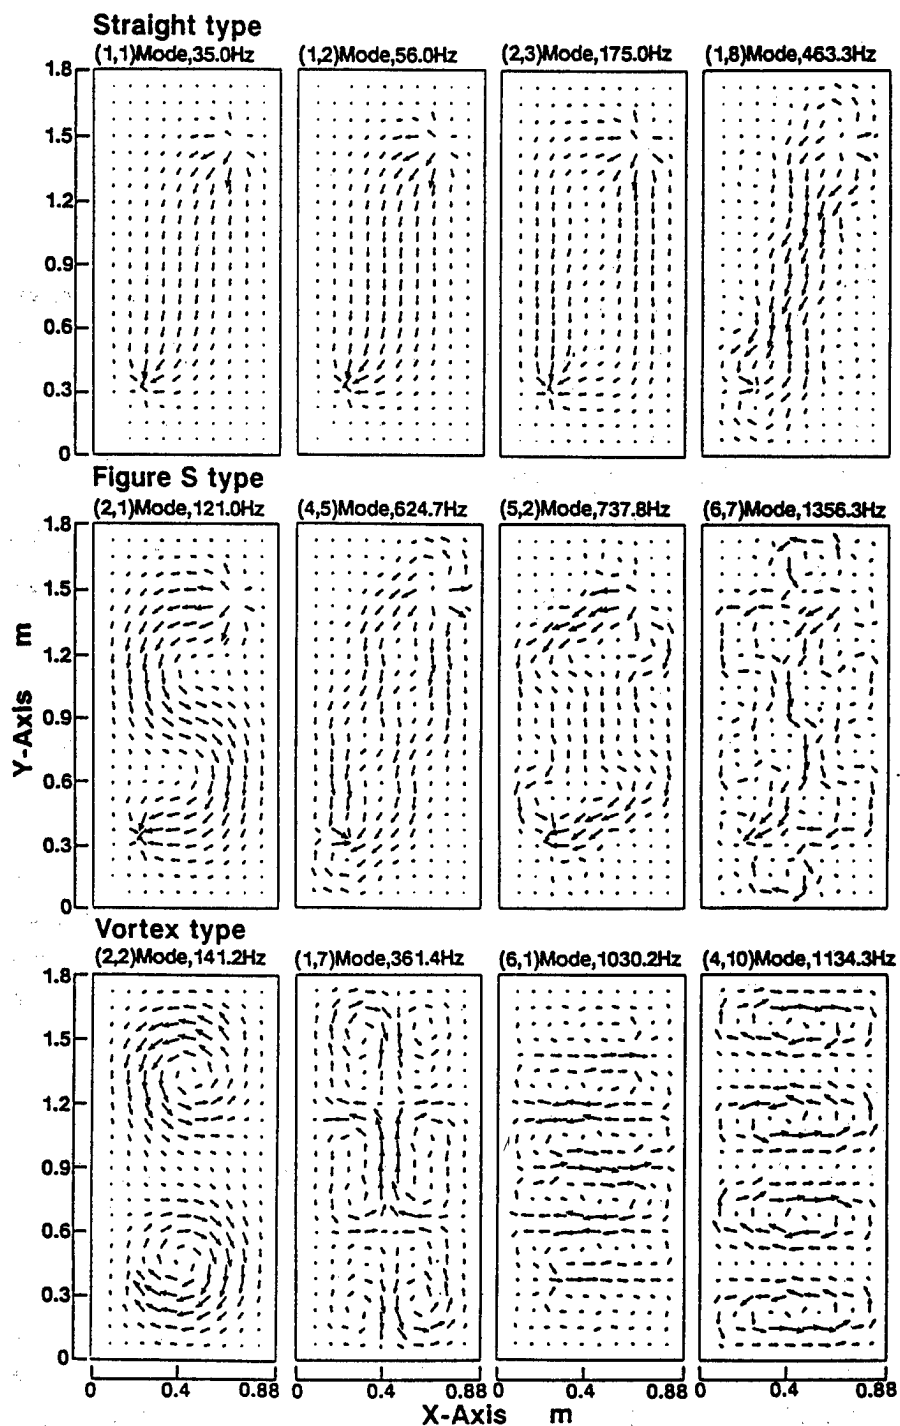 Straight type
(1,1)Mode,35.0Hz (1,2)Mode,56.0Hz (2,3)Mode,175.0Hz (1,8)Mode,463.3Hz
1.8
1.5
1.2
0.9
0.6
0.3
0
Figure S type
(2,1)Mode,121.0Hz (4,5)Mode,624.7Hz (5,2)Mode,737.8Hz (6,7)Mode,1356.3Hz
1.8
1.5
1.2
0.9
0.6
0.3
0
Y-Axis m
Vortex type
(2,2)Mode,141.2Hz (1,7)Mode,361.4Hz (6,1)Mode,1030.2Hz (4,10)Mode,1134.3Hz
1.8
1.5
1.2
0.9
0.6
0.3
0
0 0.4 0.88 0 0.4 0.88 0 0.4 0.88 0 0.4 0.88
X-Axis m